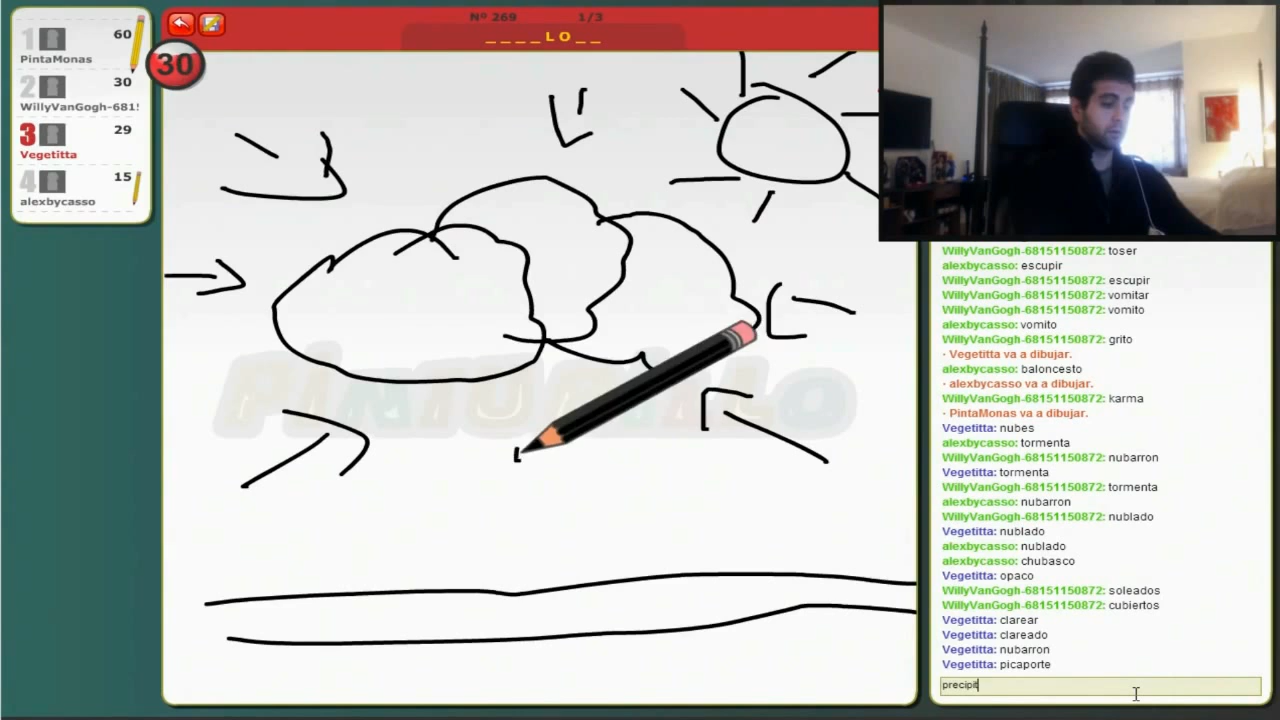 Nº 269 1/3
_ _ _ _ L O _ _
1 60
PintaMonas
30
2 30
WillyVanGogh-681!
3 29
Vegetitta
4 15
alexbycasso
WillyVanGogh-68151150872: toser
alexbycasso: escupir
WillyVanGogh-68151150872: escupir
WillyVanGogh-68151150872: vomitar
WillyVanGogh-68151150872: vomito
alexbycasso: vomito
WillyVanGogh-68151150872: grito
· Vegetitta va a dibujar.
alexbycasso: baloncesto
· alexbycasso va a dibujar.
WillyVanGogh-68151150872: karma
· PintaMonas va a dibujar.
Vegetitta: nubes
alexbycasso: tormenta
WillyVanGogh-68151150872: nubarron
Vegetitta: tormenta
WillyVanGogh-68151150872: tormenta
alexbycasso: nubarron
WillyVanGogh-68151150872: nublado
Vegetitta: nublado
alexbycasso: nublado
alexbycasso: chubasco
Vegetitta: opaco
WillyVanGogh-68151150872: soleados
WillyVanGogh-68151150872: cubiertos
Vegetitta: clarear
Vegetitta: clareado
Vegetitta: nubarron
Vegetitta: picaporte
precipit